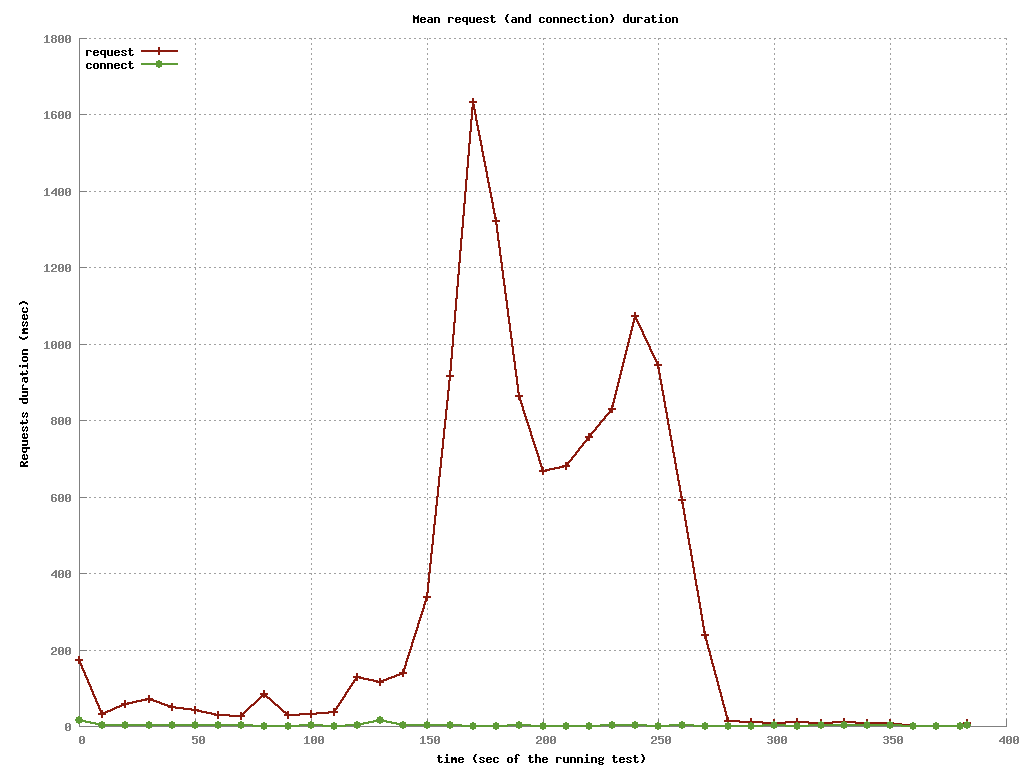 Mean request (and connection) duration
1800
request
connect
1600
1400
1200
1000
800
600
400
200
0
Requests duration (msec)
0 50 100 150 200 250 300 350 400
time (sec of the running test)